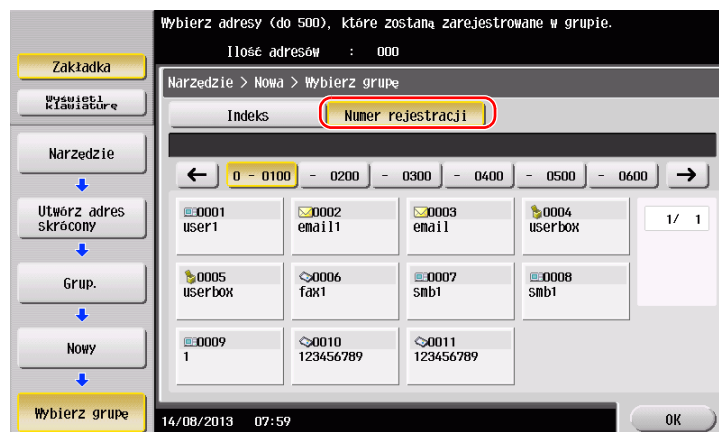 Wybierz adresy (do 500), które zostaną zarejestrowane w grupie.
Ilość adresów : 000
Zakładka
Wyświetl
klawiaturę
Narzędzie > Nowa > Wybierz grupę
Indeks
Numer rejestracji
Narzędzie
0 - 0100
- 0200
- 0300
- 0400
- 0500
- 0600
Utwórz adres
skrócony
0001
user1
0002
email1
0003
email
0004
userbox
1/ 1
Grup.
0005
userbox
0006
fax1
0007
smb1
0008
smb1
Nowy
0009
1
0010
123456789
0011
123456789
Wybierz grupę
14/08/2013 07:59
OK